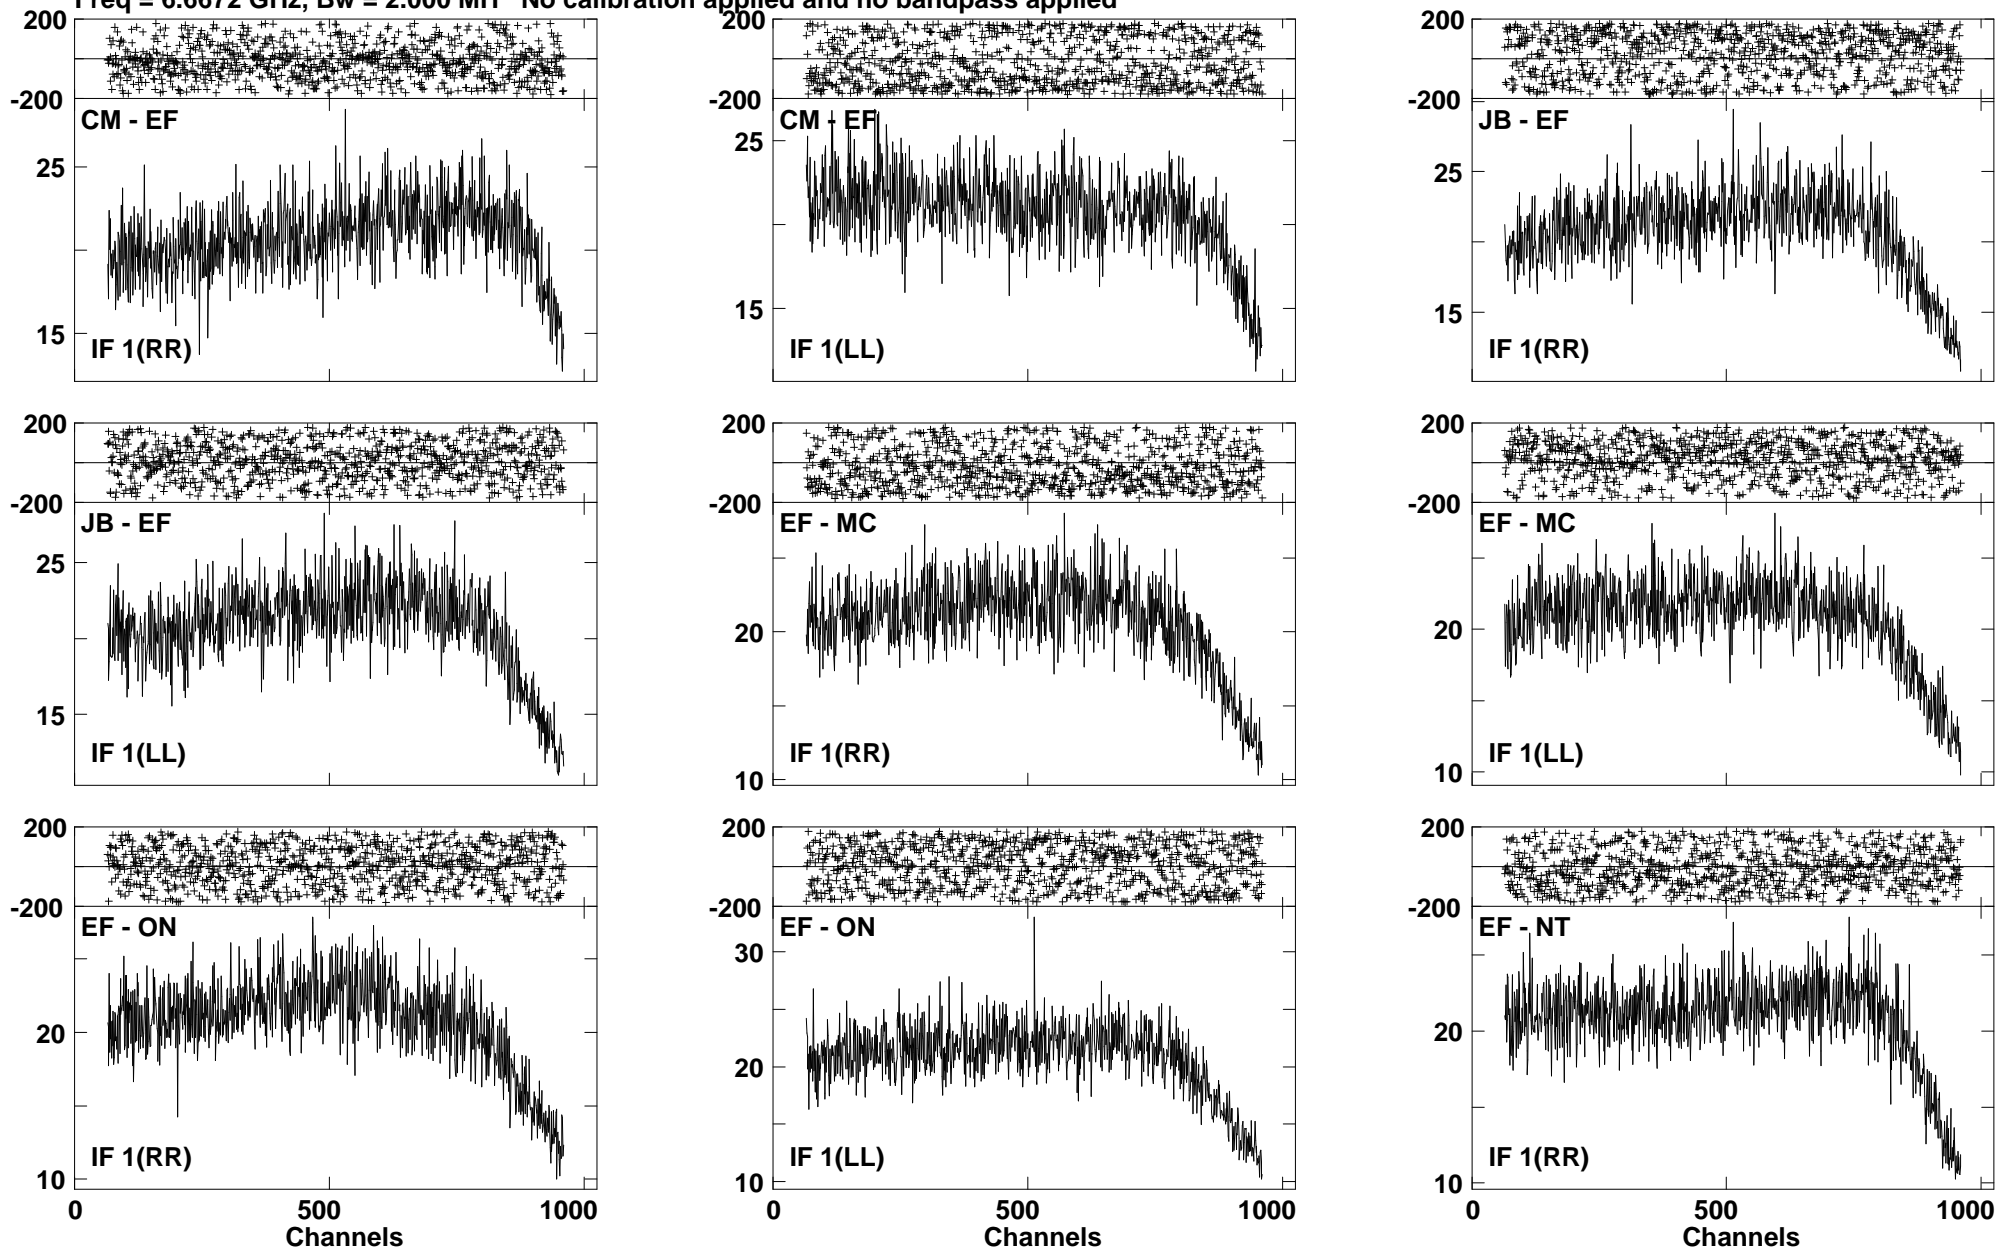 Freq = 6.6672 GHz, Bw = 2.000 MH No calibration applied and no bandpass applied
200 200 200
-200 -200 -200
CM - EF CM - EF JB - EF
25 25 25
15 15 15
IF 1(RR) IF 1(LL) IF 1(RR)
200 200 200
-200 -200 -200
JB - EF EF - MC EF - MC
25 20 20
15 10 10
IF 1(LL) IF 1(RR) IF 1(LL)
200 200 200
-200 -200 -200
EF - ON EF - ON EF - NT
20 30 20
10 20 10
10
IF 1(RR) IF 1(LL) IF 1(RR)
0 500 1000 0 500 1000 0 500 1000
Channels Channels Channels